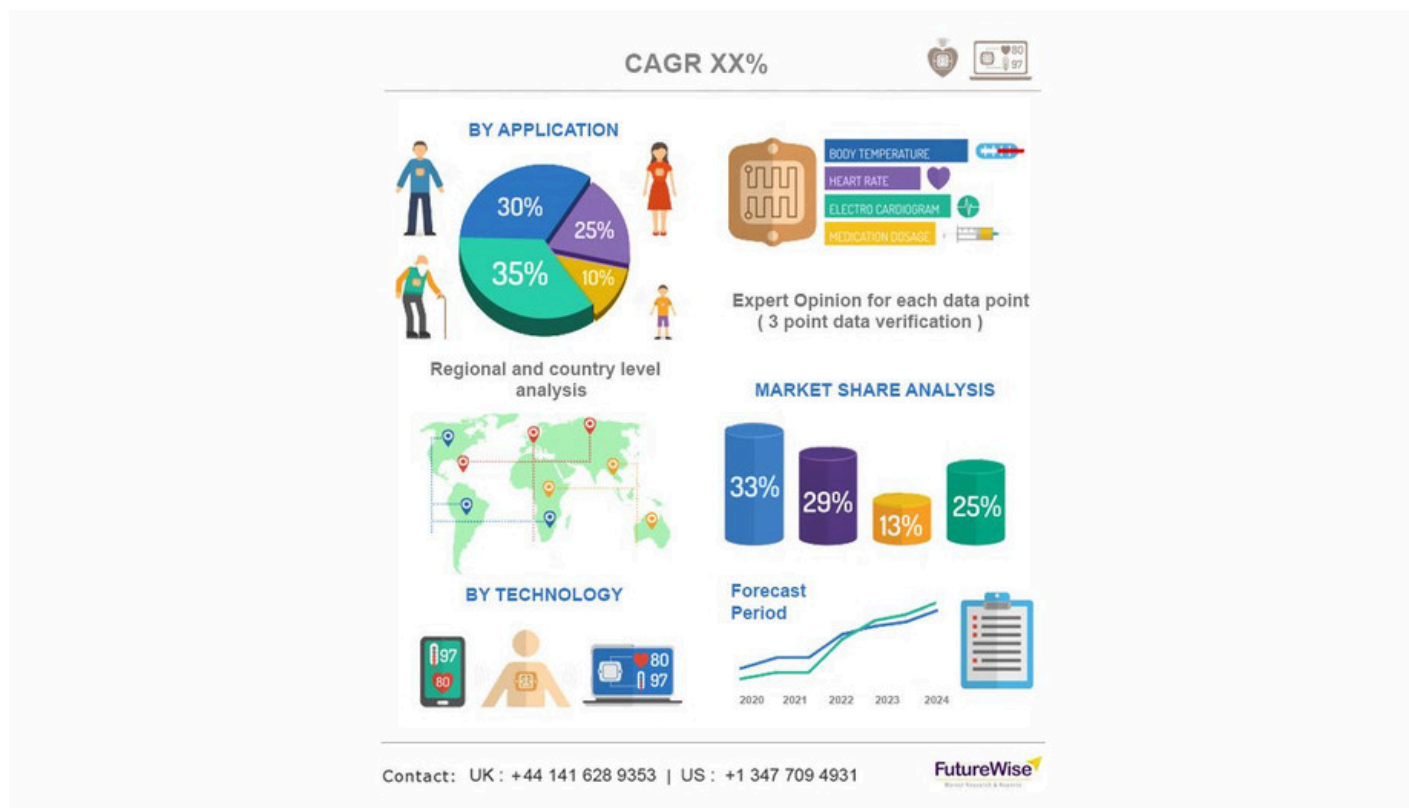 CAGR XX%
80
97
BY APPLICATION
30%
25%
35%
10%
BODY TEMPERATURE
HEART RATE
ELECTRO CARDIOGRAM
MEDICATION DOSAGE
Expert Opinion for each data point
( 3 point data verification )
Regional and country level
analysis
MARKET SHARE ANALYSIS
33%
29%
13%
25%
BY TECHNOLOGY
97
80
80
97
Forecast
Period
2020 2021 2022 2023 2024
Contact: UK : +44 141 628 9353 | US : +1 347 709 4931
FutureWise
Market Research & Reports